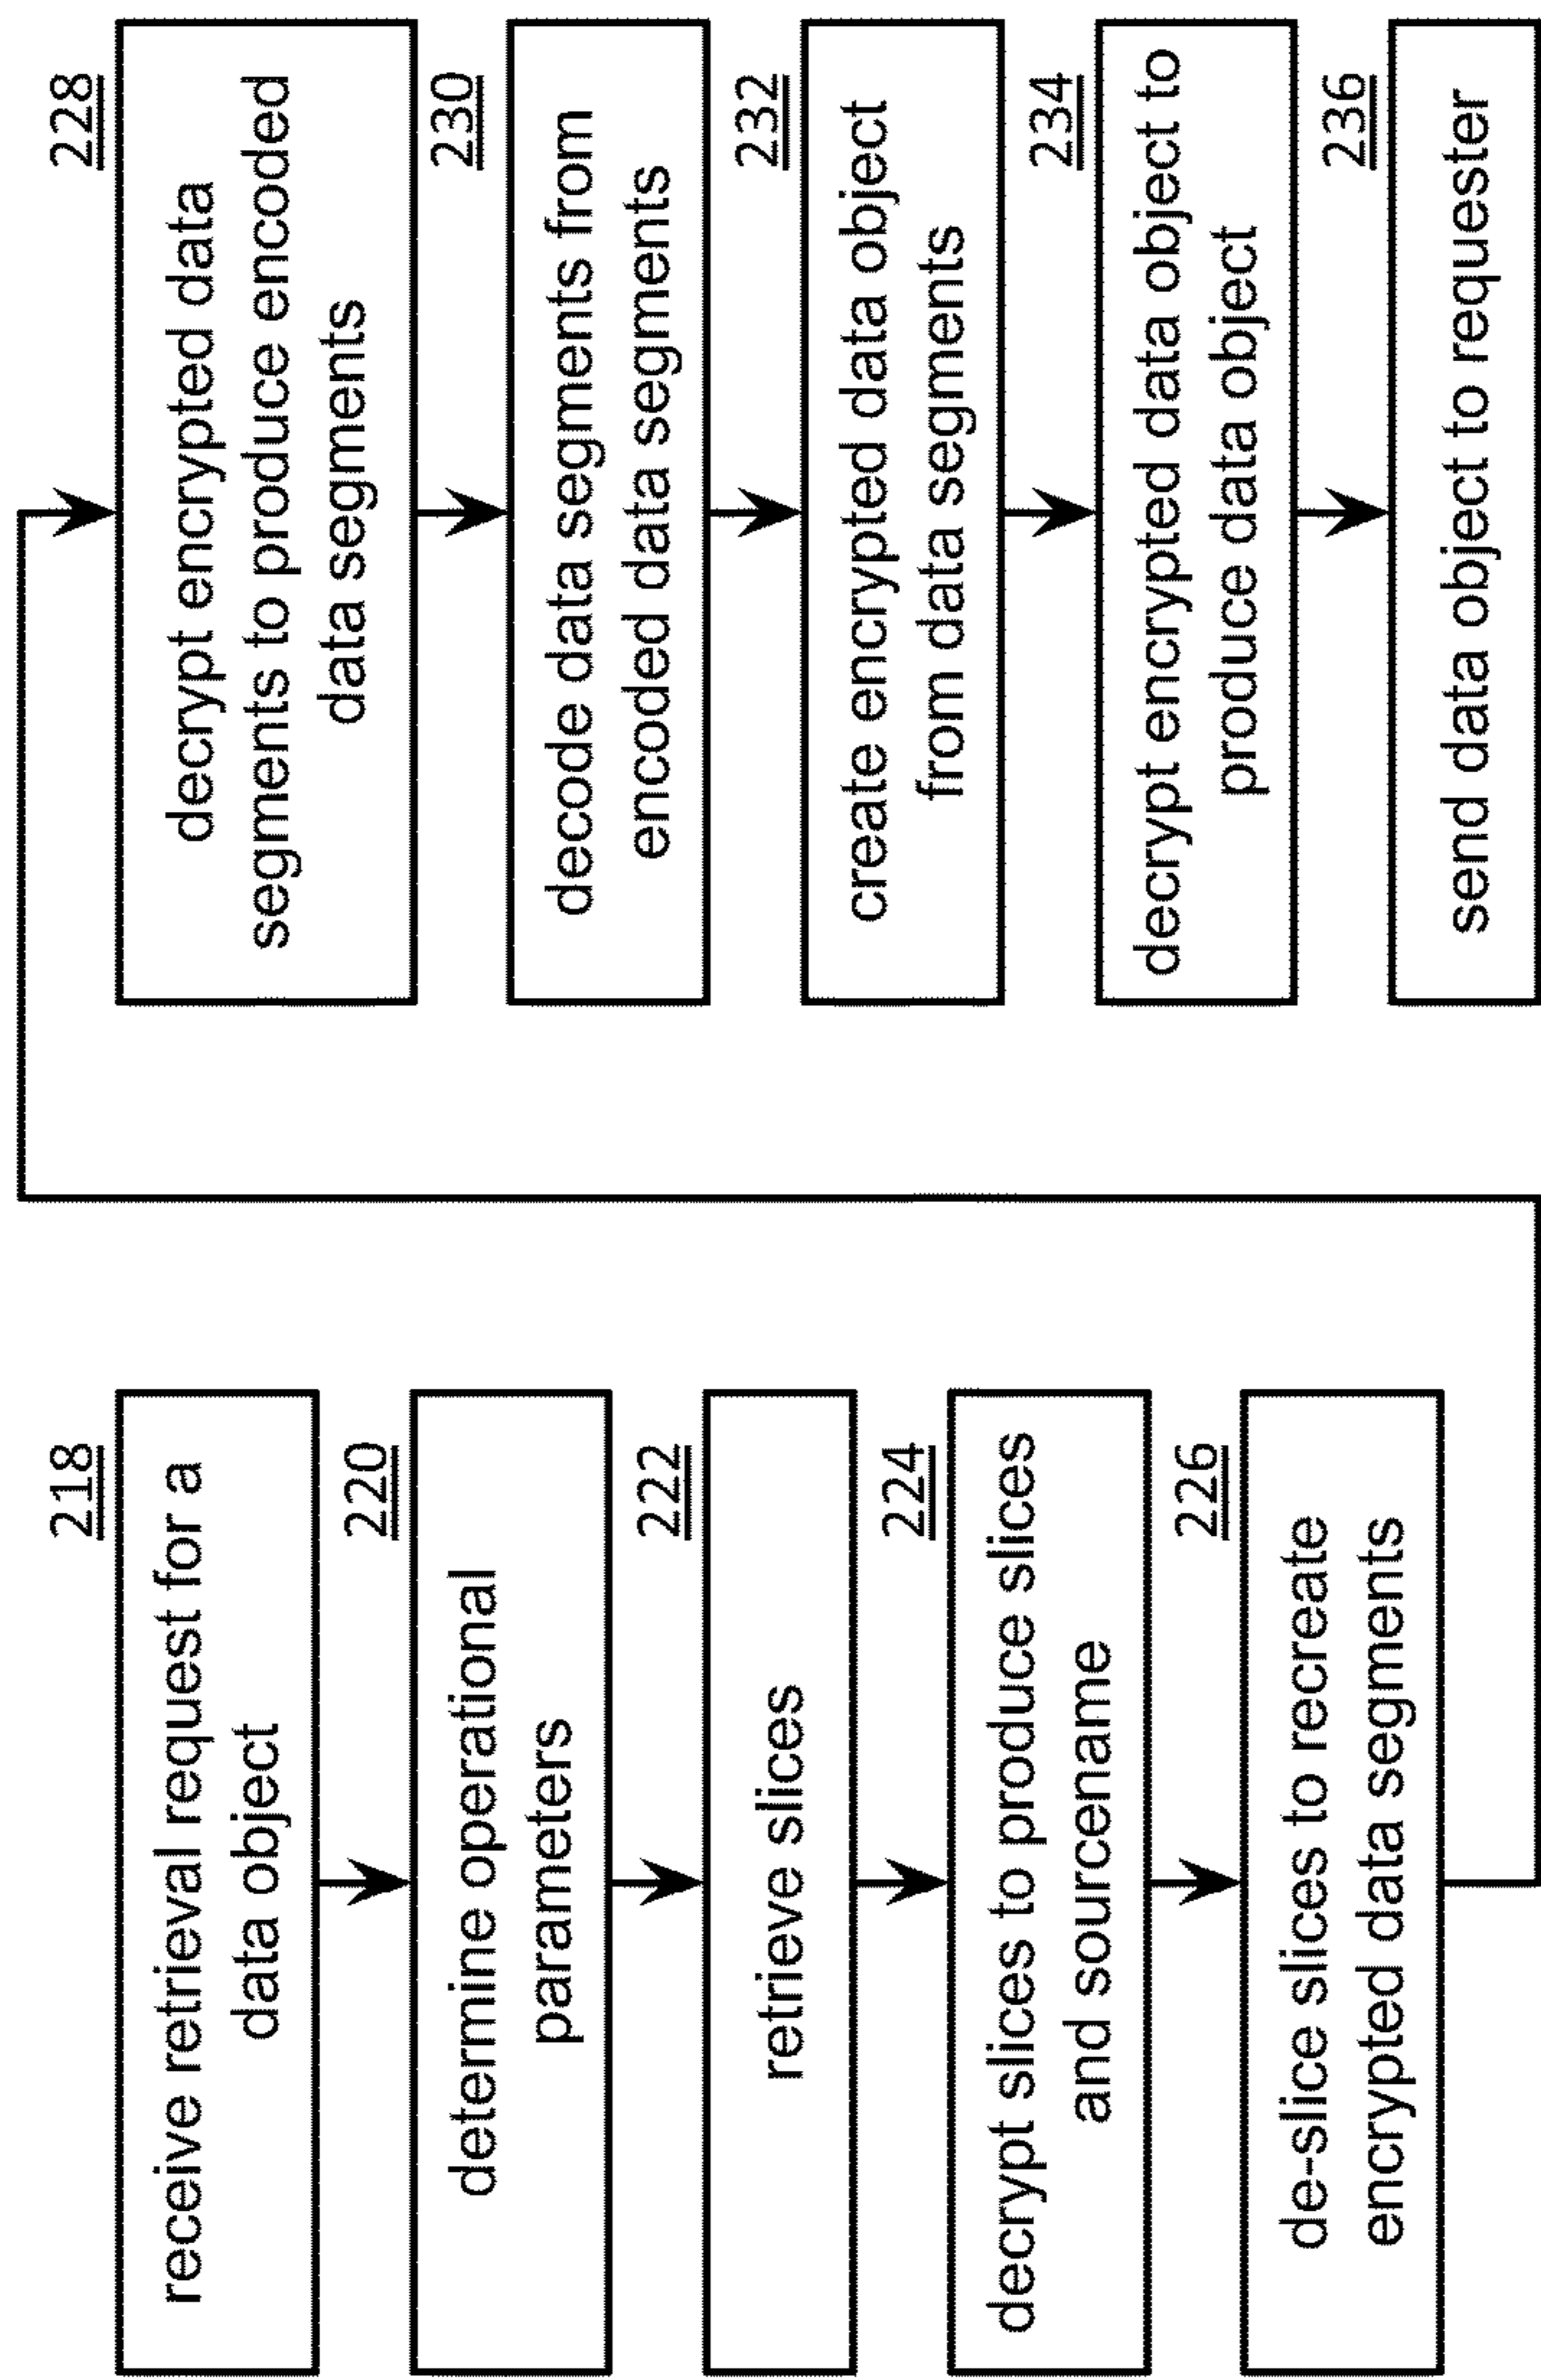 218
receive retrieval request for a
data object
220
determine operational
parameters
222
retrieve slices
224
decrypt slices to produce slices
and sourcename
226
de-slice slices to recreate
encrypted data segments
228
decrypt encrypted data
segments to produce encoded
data segments
230
decode data segments from
encoded data segments
232
create encrypted data object
from data segments
234
decrypt encrypted data object to
produce data object
236
send data object to requester